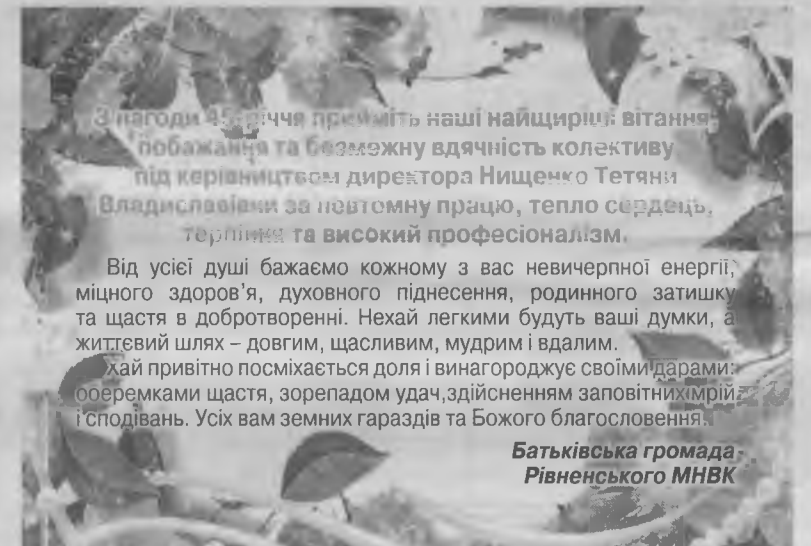 З нагоди 45-річчя прийміть наші найщиріші вітання,
побажання та безмежну вдячність колективу
під керівництвом директора Нищенко Тетяни
Владиславівни за невтомну працю, тепло сердець,
терпіння та високий професіоналізм.
Від усієї душі бажаємо кожному з вас невичерпної енергії,
міцного здоров'я, духовного піднесення, родинного затишку
та щастя в добротворенні. Нехай легкими будуть ваші думки, а
життєвий шлях – довгим, щасливим, мудрим і вдалим.
Хай привітно посміхається доля і винагороджує своїми дарами:
оберемками щастя, зорепадом удач,здійсненням заповітних мрій
і сподівань. Усіх вам земних гараздів та Божого благословення.
Батьківська громада
Рівненського МНВК